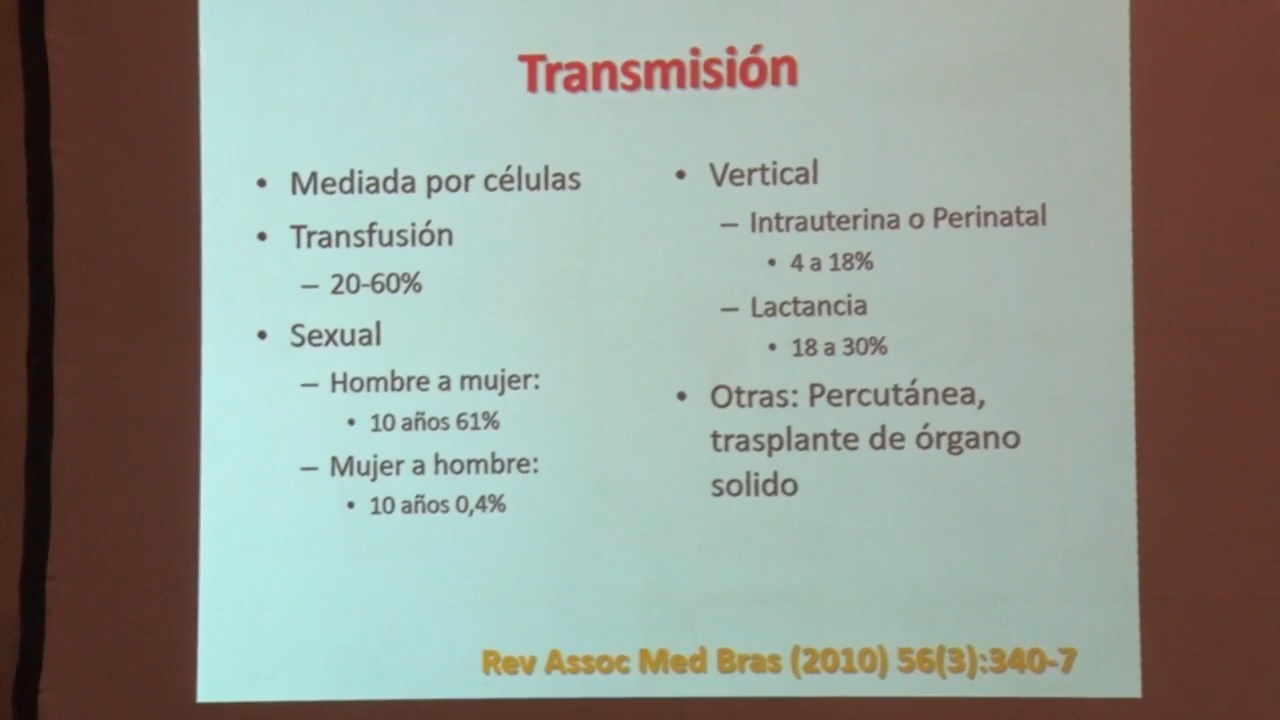 Transmisión
• Mediada por células
• Transfusión
– 20-60%
• Sexual
– Hombre a mujer:
• 10 años 61%
– Mujer a hombre:
• 10 años 0,4%
• Vertical
– Intrauterina o Perinatal
• 4 a 18%
– Lactancia
• 18 a 30%
• Otras: Percutánea,
trasplante de órgano
solido
Rev Assoc Med Bras (2010) 56(3):340-7